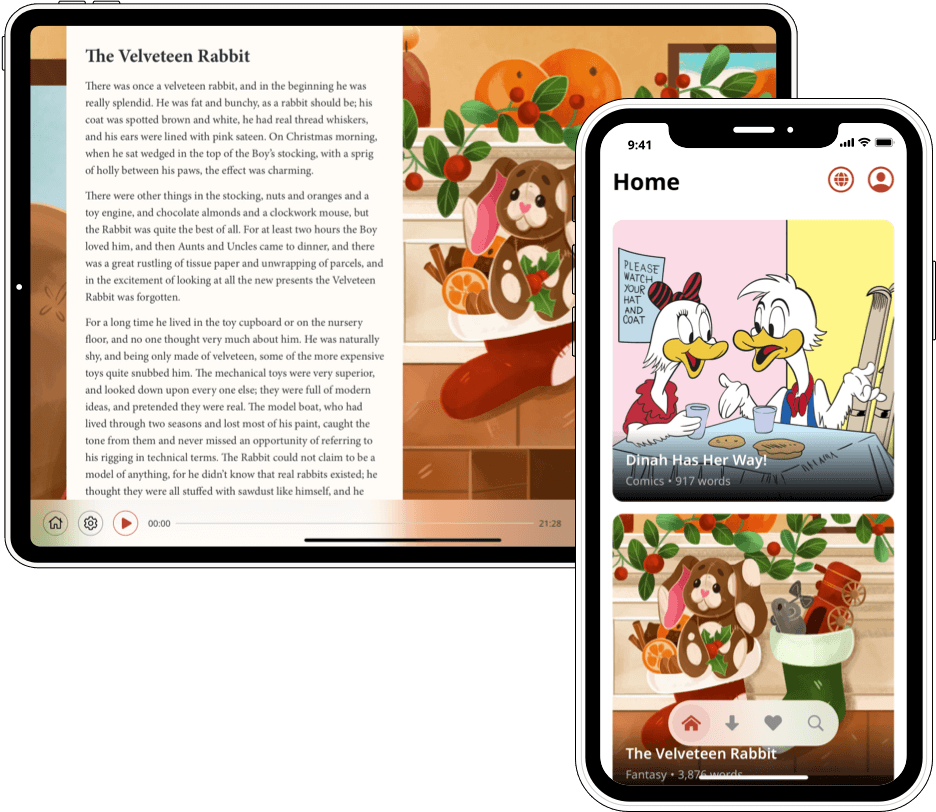 The Velveteen Rabbit
There was once a velveteen rabbit, and in the beginning he was
really splendid. He was fat and bunchy, as a rabbit should be; his
coat was spotted brown and white, he had real thread whiskers,
and his ears were lined with pink sateen. On Christmas morning,
when he sat wedged in the top of the Boy's stocking, with a sprig
of holly between his paws, the effect was charming.
There were other things in the stocking, nuts and oranges and a
toy engine, and chocolate almonds and a clockwork mouse, but
the Rabbit was quite the best of all. For at least two hours the Boy
loved him, and then Aunts and Uncles came to dinner, and there
was a great rustling of tissue paper and unwrapping of parcels, and
in the excitement of looking at all the new presents the Velveteen
Rabbit was forgotten.
For a long time he lived in the toy cupboard or on the nursery
floor, and no one thought very much about him. He was naturally
shy, and being only made of velveteen, some of the more expensive
toys quite snubbed him. The mechanical toys were very superior,
and looked down upon every one else; they were full of modern
ideas, and pretended they were real. The model boat, who had
lived through two seasons and lost most of his paint, caught the
tone from them and never missed an opportunity of referring to
his rigging in technical terms. The Rabbit could not claim to be a
model of anything, for he didn't know that real rabbits existed; he
thought they were all stuffed with sawdust like himself, and he
00:00
21:28
9:41
Home
PLEASE
WATCH
YOUR
HAT
AND
COAT
Dinah Has Her Way!
Comics • 917 words
The Velveteen Rabbit
Fantasy • 3,876 words